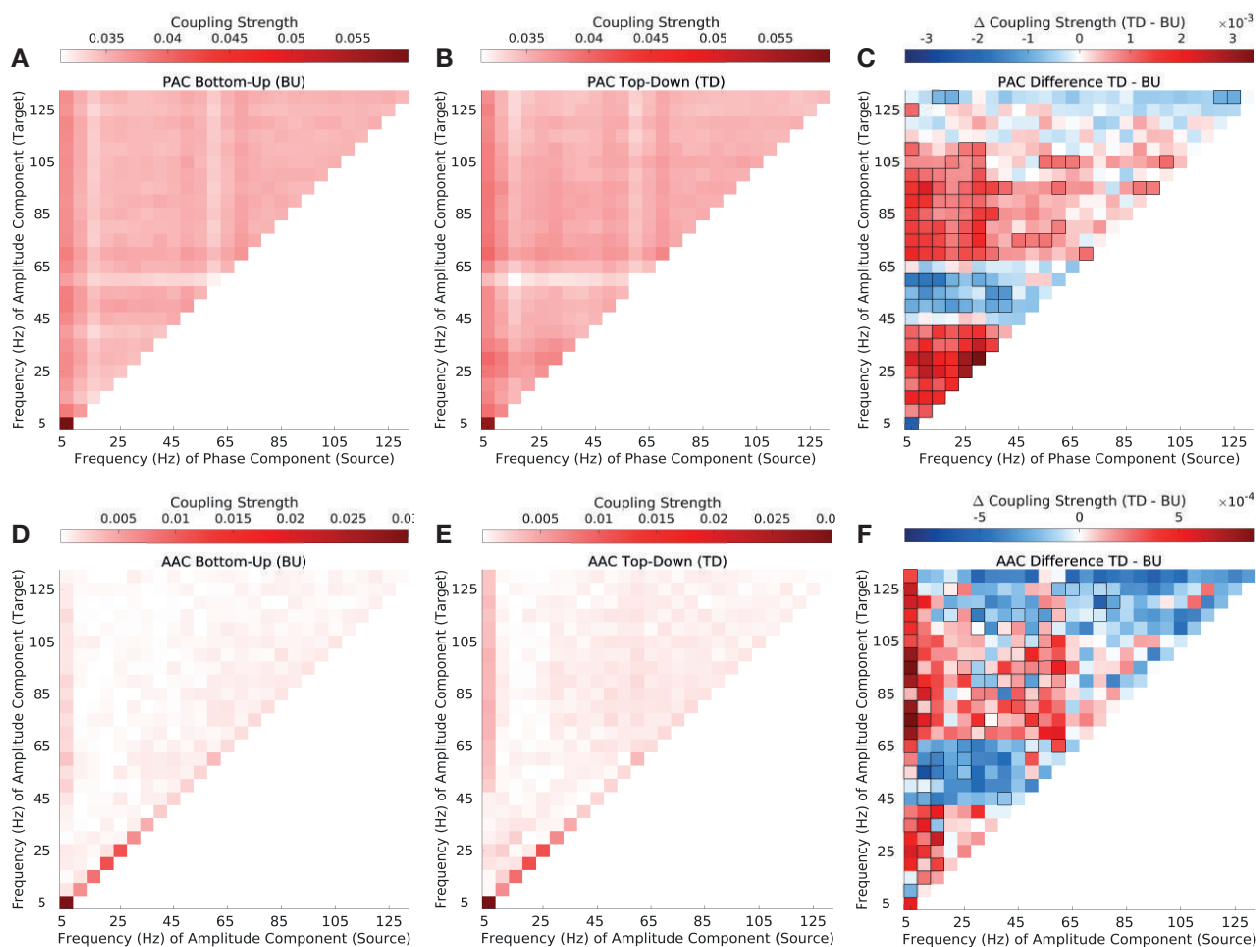 A
Coupling Strength
0.035 0.04 0.045 0.05 0.055
PAC Bottom-Up (BU)
Frequency (Hz) of Amplitude Component (Target)
125
105
85
65
45
25
5
5 25 45 65 85 105 125
Frequency (Hz) of Phase Component (Source)
B
Coupling Strength
0.035 0.04 0.045 0.05 0.055
PAC Top-Down (TD)
Frequency (Hz) of Amplitude Component (Target)
125
105
85
65
45
25
5
5 25 45 65 85 105 125
Frequency (Hz) of Phase Component (Source)
C
Δ Coupling Strength (TD - BU) ×10-3
-3 -2 -1 0 1 2 3
PAC Difference TD - BU
Frequency (Hz) of Amplitude Component (Target)
125
105
85
65
45
25
5
5 25 45 65 85 105 125
Frequency (Hz) of Phase Component (Source)
D
Coupling Strength
0.005 0.01 0.015 0.02 0.025
AAC Bottom-Up (BU)
Frequency (Hz) of Amplitude Component (Target)
125
105
85
65
45
25
5
5 25 45 65 85 105 125
Frequency (Hz) of Amplitude Component (Source)
E
Coupling Strength
0.005 0.01 0.015 0.02 0.025
AAC Top-Down (TD)
Frequency (Hz) of Amplitude Component (Target)
125
105
85
65
45
25
5
5 25 45 65 85 105 125
Frequency (Hz) of Amplitude Component (Source)
F
Δ Coupling Strength (TD - BU) ×10-4
-5 0 5
AAC Difference TD - BU
Frequency (Hz) of Amplitude Component (Target)
125
105
85
65
45
25
5
5 25 45 65 85 105 125
Frequency (Hz) of Amplitude Component (Source)